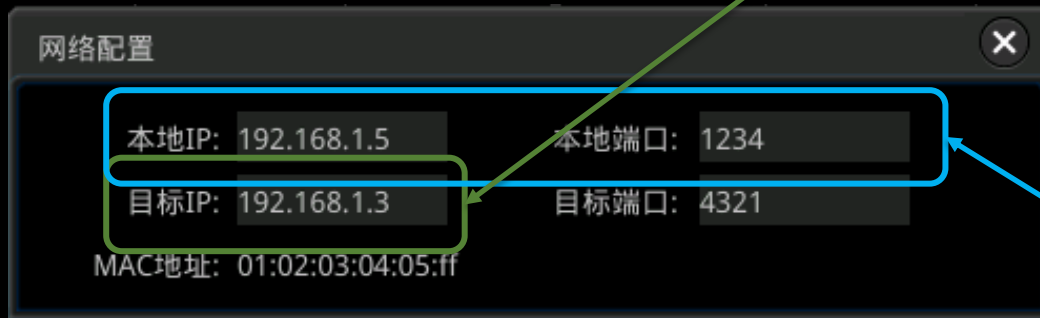 网络配置
本地IP: 192.168.1.5 本地端口: 1234
目标IP: 192.168.1.3 目标端口: 4321
MAC地址: 01:02:03:04:05:ff